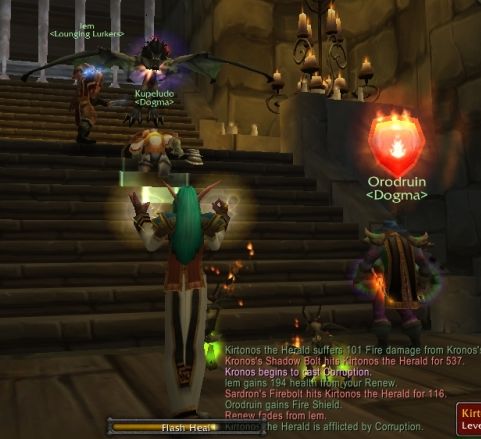 Iem
<Lounging Lurkers>
Kupeludo
<Dogma>
Orodruin
<Dogma>
Kirtonos the Herald suffers 101 Fire damage from Kronos's
Kronos's Shadow Bolt hits Kirtonos the Herald for 537.
Kronos begins to cast Corruption.
Iem gains 194 health from your Renew.
Sardron's Firebolt hits Kirtonos the Herald for 116.
Orodruin gains Fire Shield.
Renew fades from Iem.
the Herald is afflicted by Corruption.
Flash Heal
Kirt
Leve